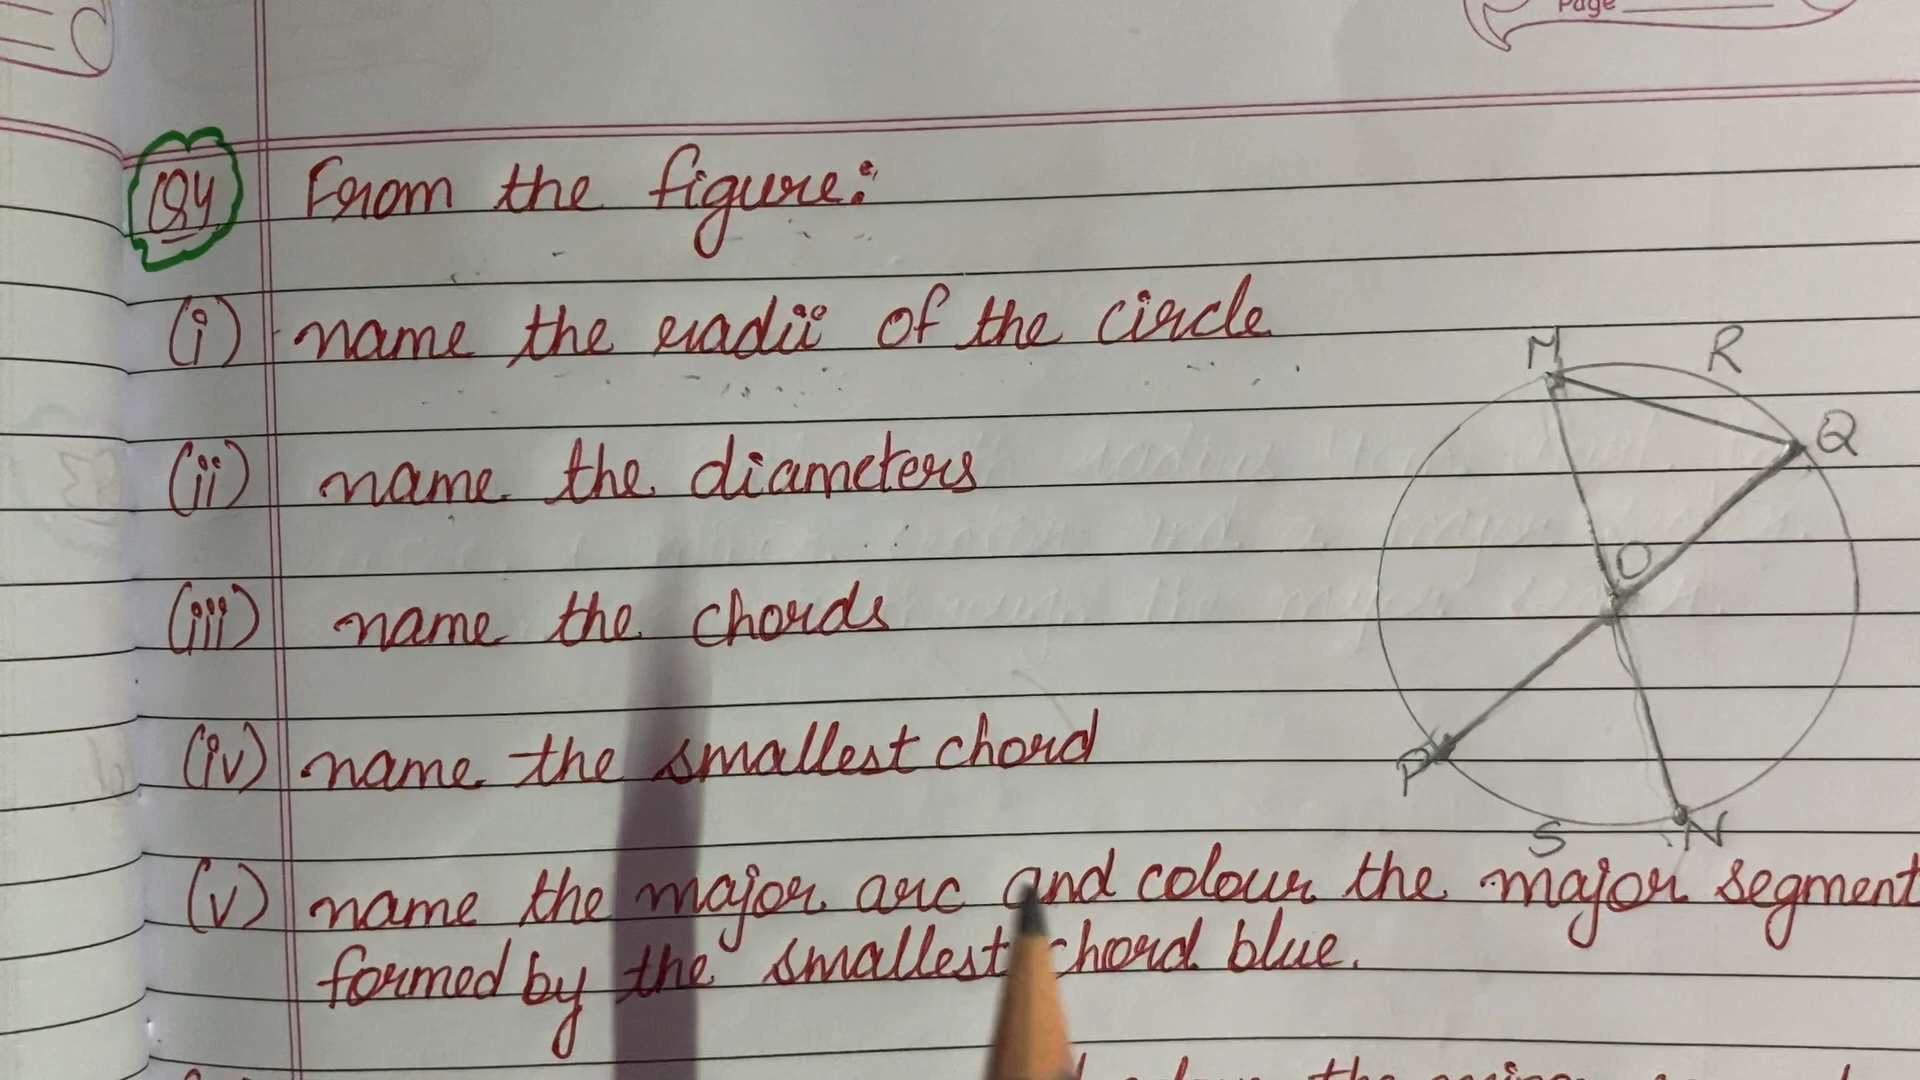 Page
Q4 From the figure:
(i) name the radii of the circle
(ii) name the diameters
(iii) name the chords
(iv) name the smallest chord
(v) name the major arc and colour the major segment
formed by the smallest chord blue.
M R
Q
O
P
S N
the